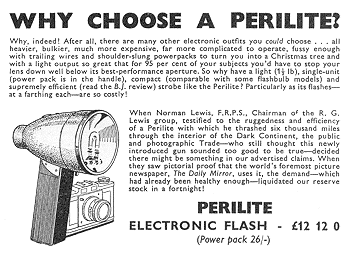 WHY CHOOSE A PERILITE?
Why, indeed! After all, there are many other electronic outfits you could choose . . . all
heavier, bulkier, much more expensive, far more complicated to operate, fussy enough
with trailing wires and shoulder-slung powerpacks to turn you into a Christmas tree and
with a light output so great that for 95 per cent of your subjects you'd have to stop your
lens down well below its best-performance aperture. So why have a light (1½ lb), single-unit
(power pack is in the handle), compact (comparable with some flashbulb models) and
supremely efficient (read the B.J. review) strobe like the Perilite? Particularly as its flashes—
at a farthing each—are so costly!
When Norman Lewis, F.R.P.S., Chairman of the R. G.
Lewis group, testified to the ruggedness and efficiency
of a Perilite with which he thrashed six thousand miles
through the interior of the Dark Continent, the public
and photographic Trade—who still thought this newly
introduced gun sounded too good to be true—decided
there might be something in our advertised claims. When
they saw pictorial proof that the world's foremost picture
newspaper, The Daily Mirror, uses it, the demand—which
had already been healthy enough—liquidated our reserve
stock in a fortnight!
PERILITE
ELECTRONIC FLASH - £12 12 0
(Power pack 26/-)